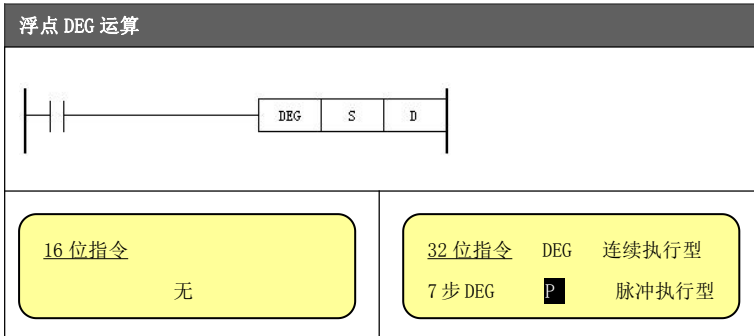 浮点 DEG 运算
DEG S D
16 位指令
无
32 位指令 DEG 连续执行型
7 步 DEG P 脉冲执行型